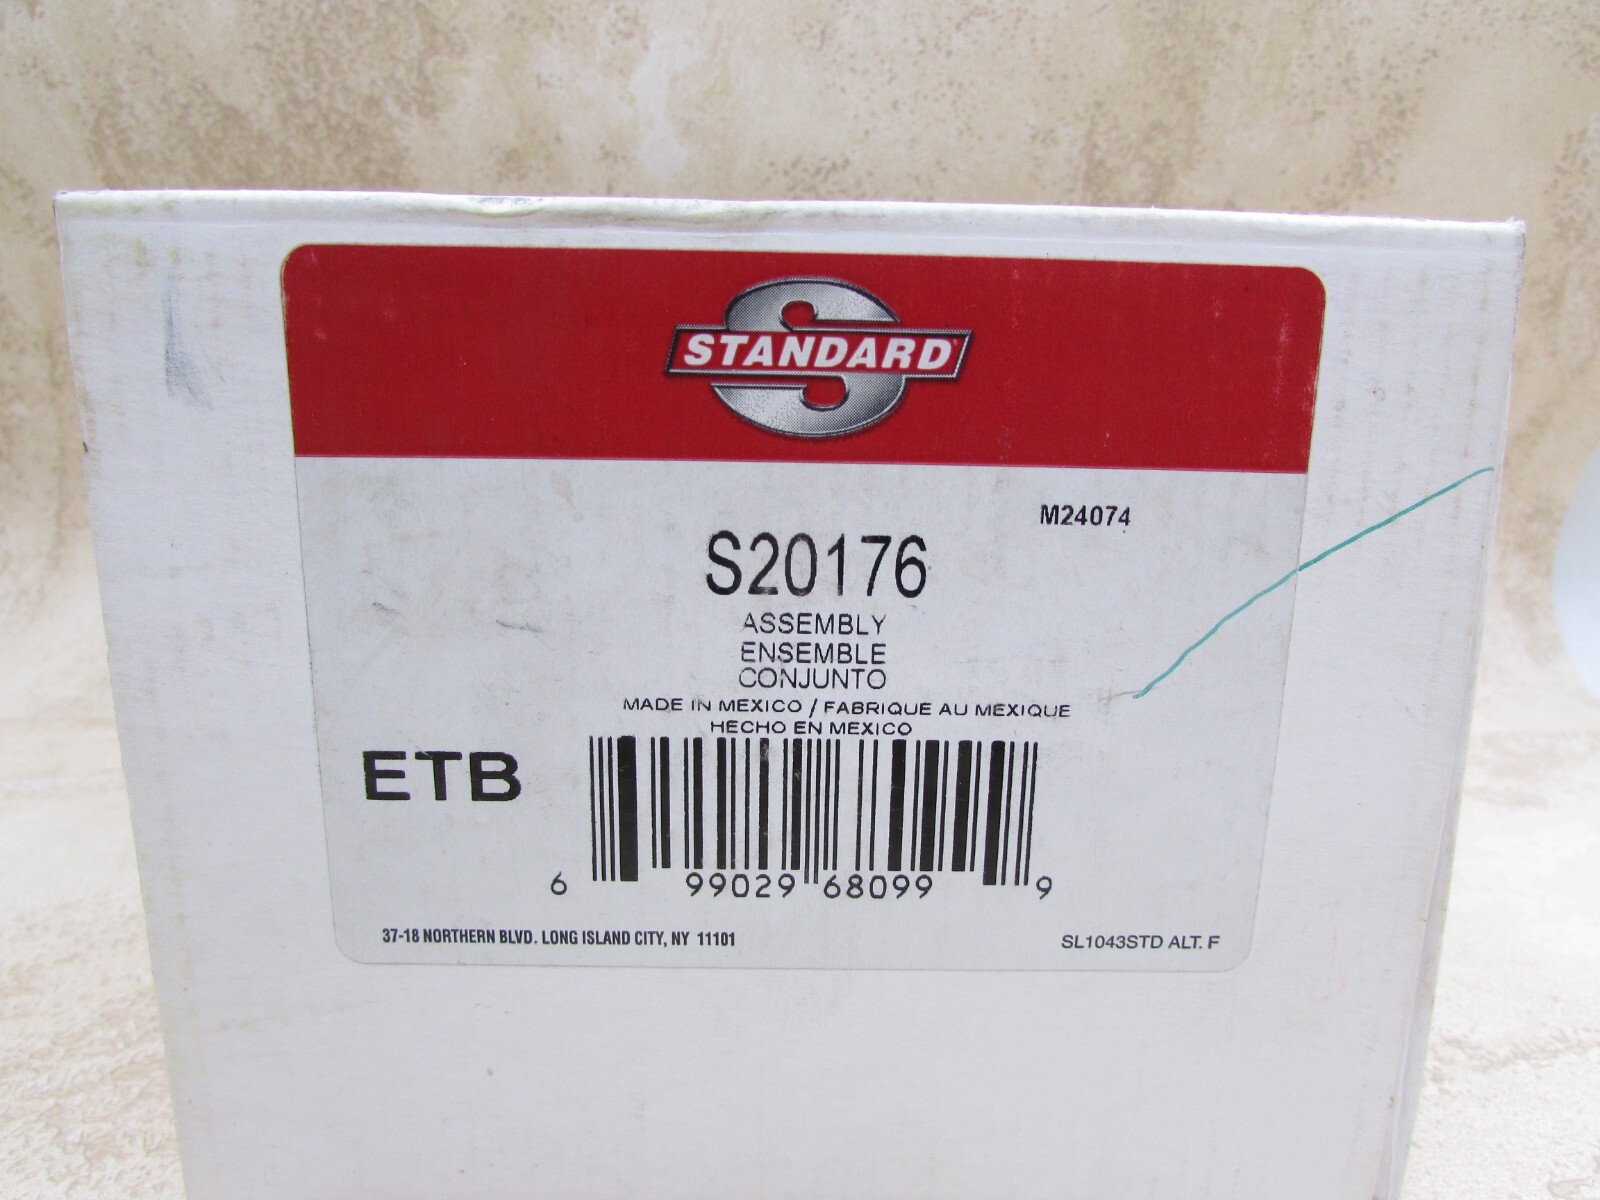 STANDARD
M24074
S20176
ASSEMBLY
ENSEMBLE
CONJUNTO
MADE IN MEXICO / FABRIQUE AU MEXIQUE
HECHO EN MEXICO
ETB
6 99029 68099 9
37-18 NORTHERN BLVD. LONG ISLAND CITY, NY 11101
SL1043STD ALT. F